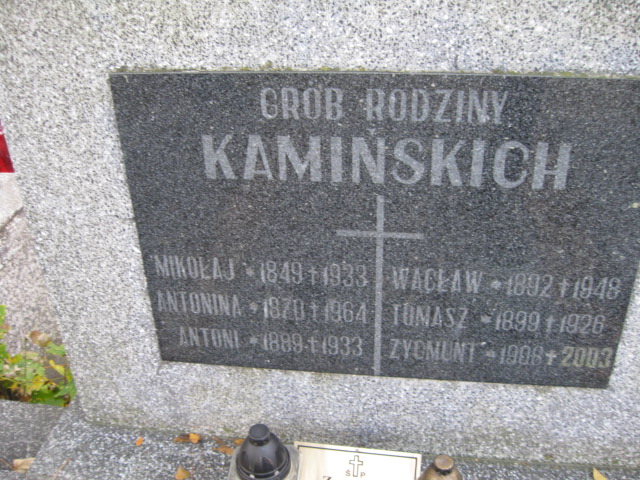 GRÓB RODZINY
KAMIŃSKICH
MIKOŁAJ * 1849 † 1933
ANTONINA * 1870 † 1964
ANTONI * 1889 † 1933
WACŁAW * 1892 † 1948
TOMASZ * 1899 † 1926
ZYGMUNT * 1908 † 2003
Ś P